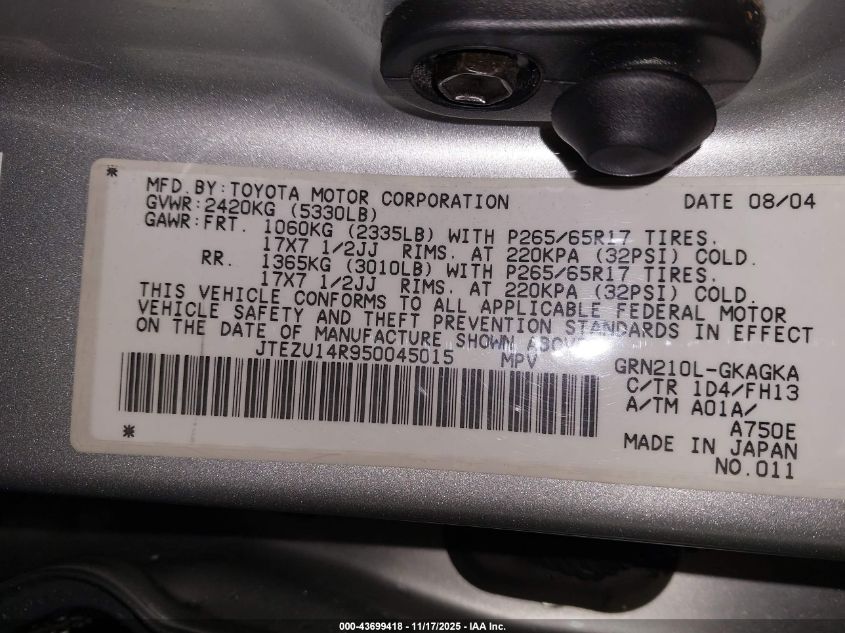 *
MFD.BY:TOYOTA MOTOR CORPORATION DATE 08/04
GVWR:2420KG (5330LB)
GAWR:FRT. 1060KG (2335LB) WITH P265/65R17 TIRES.
17X7 1/2JJ RIMS. AT 220KPA (32PSI) COLD.
RR. 1365KG (3010LB) WITH P265/65R17 TIRES.
17X7 1/2JJ RIMS. AT 220KPA (32PSI) COLD.
THIS VEHICLE CONFORMS TO ALL APPLICABLE FEDERAL MOTOR
VEHICLE SAFETY AND THEFT PREVENTION STANDARDS IN EFFECT
ON THE DATE OF MANUFACTURE SHOWN ABOVE.
JTEZU14R950045015 MPV GRN210L-GKAGKA
C/TR 1D4/FH13
A/TM A01A/
A750E
* MADE IN JAPAN
NO.011
000-43699418 - 11/17/2025 - IAA Inc.